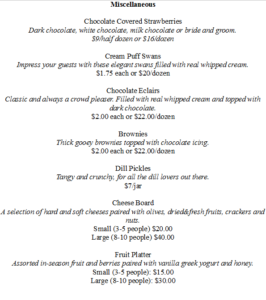 Miscellaneous
Chocolate Covered Strawberries
Dark chocolate, white chocolate, milk chocolate or bride and groom.
$9/half dozen or $16/dozen
Cream Puff Swans
Impress your guests with these elegant swans filled with real whipped cream.
$1.75 each or $20/dozen
Chocolate Eclairs
Classic and always a crowd pleaser. Filled with real whipped cream and topped with
dark chocolate.
$2.00 each or $22.00/dozen
Brownies
Thick gooey brownies topped with chocolate icing.
$2.00 each or $22.00/dozen
Dill Pickles
Tangy and crunchy, for all the dill lovers out there.
$7/jar
Cheese Board
A selection of hard and soft cheeses paired with olives, dried&fresh fruits, crackers and
nuts.
Small (3-5 people) $20.00
Large (8-10 people) $40.00
Fruit Platter
Assorted in-season fruit and berries paired with vanilla greek yogurt and honey.
Small (3-5 people): $15.00
Large (8-10 people): $30.00